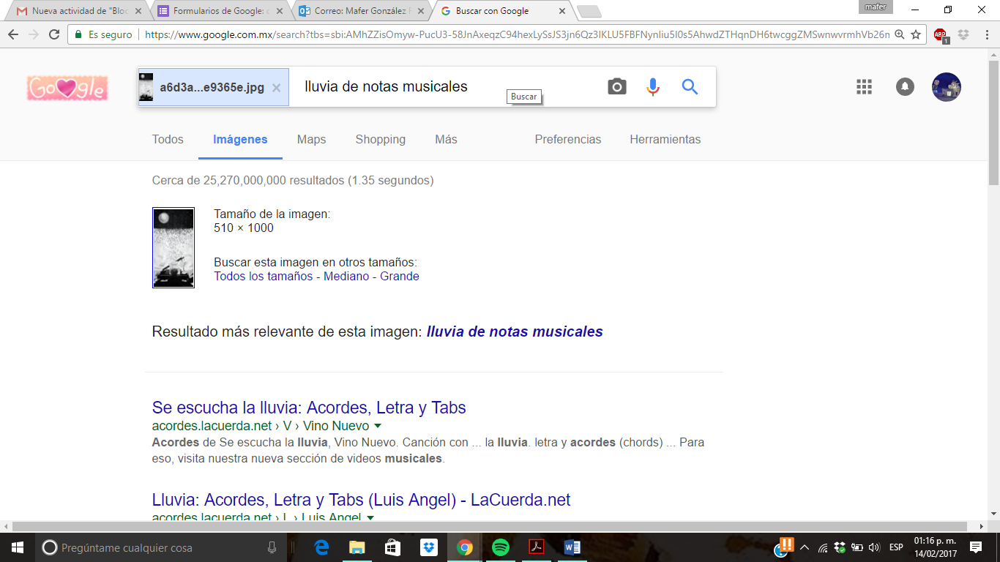 Nueva actividad de "Bloc
Formularios de Google: c
Correo: Mafer González F
Buscar con Google
mafer
Es seguro
https://www.google.com.mx/search?tbs=sbi:AMhZZisOmyw-PucU3-58JnAxeqzC94hexLySsJS3jn6Qz3IKLU5FBFNynIiu5I0s5AhwdZTHqnDH6twcggZMSwnwvrmhVb26n
ABP
1
Google
a6d3a...e9365e.jpg
lluvia de notas musicales
Buscar
Todos Imágenes Maps Shopping Más Preferencias Herramientas
Cerca de 25,270,000,000 resultados (1.35 segundos)
Tamaño de la imagen:
510 × 1000
Buscar esta imagen en otros tamaños:
Todos los tamaños - Mediano - Grande
Resultado más relevante de esta imagen: lluvia de notas musicales
Se escucha la lluvia: Acordes, Letra y Tabs
acordes.lacuerda.net › V › Vino Nuevo
Acordes de Se escucha la lluvia, Vino Nuevo. Canción con ... la lluvia. letra y acordes (chords) ... Para
eso, visita nuestra nueva sección de videos musicales.
Lluvia: Acordes, Letra y Tabs (Luis Angel) - LaCuerda.net
acordes.lacuerda.net › L › Luis Angel
Pregúntame cualquier cosa
ESP
01:16 p. m.
14/02/2017